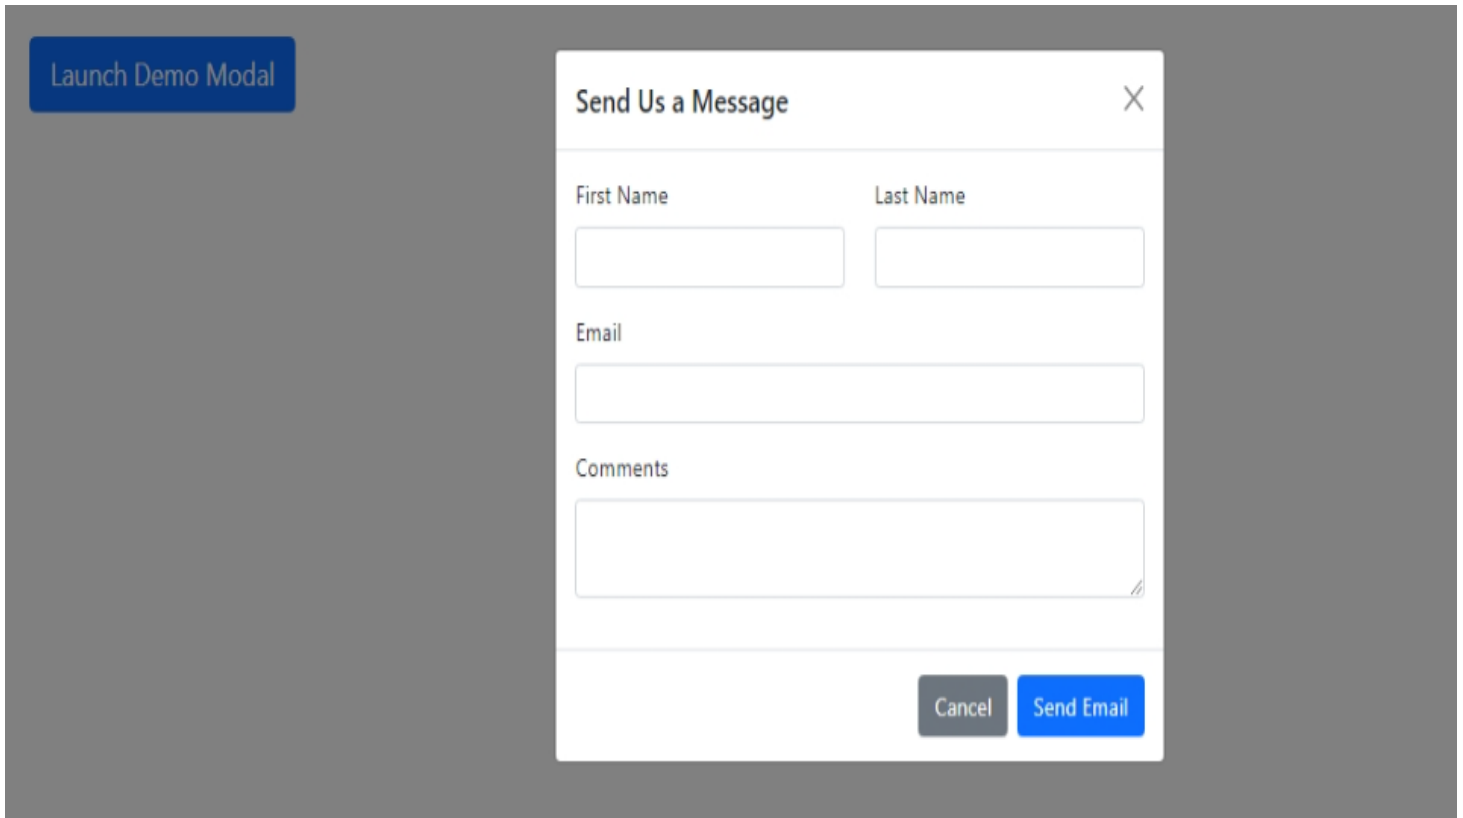 Launch Demo Modal
Send Us a Message
First Name Last Name
Email
Comments
Cancel Send Email